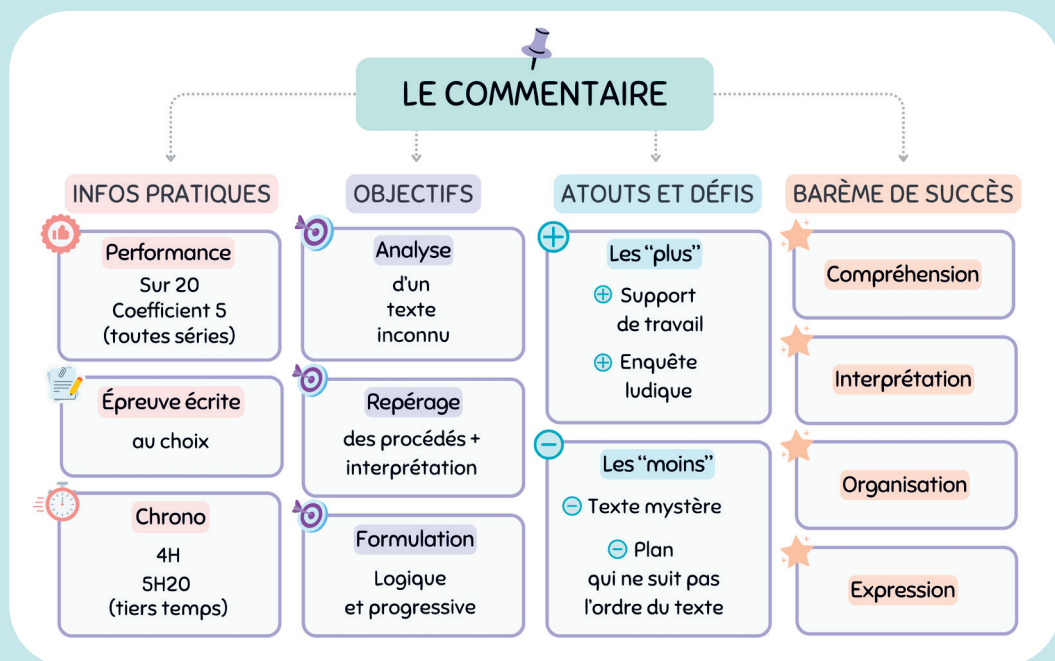 LE COMMENTAIRE
INFOS PRATIQUES
Performance
Sur 20
Coefficient 5
(toutes séries)
Épreuve écrite
au choix
Chrono
4H
5H20
(tiers temps)
OBJECTIFS
Analyse
d'un
texte
inconnu
Repérage
des procédés +
interprétation
Formulation
Logique
et progressive
ATOUTS ET DÉFIS
Les "plus"
Support
de travail
Enquête
ludique
Les "moins"
Texte mystère
Plan
qui ne suit pas
l'ordre du texte
BARÈME DE SUCCÈS
Compréhension
Interprétation
Organisation
Expression